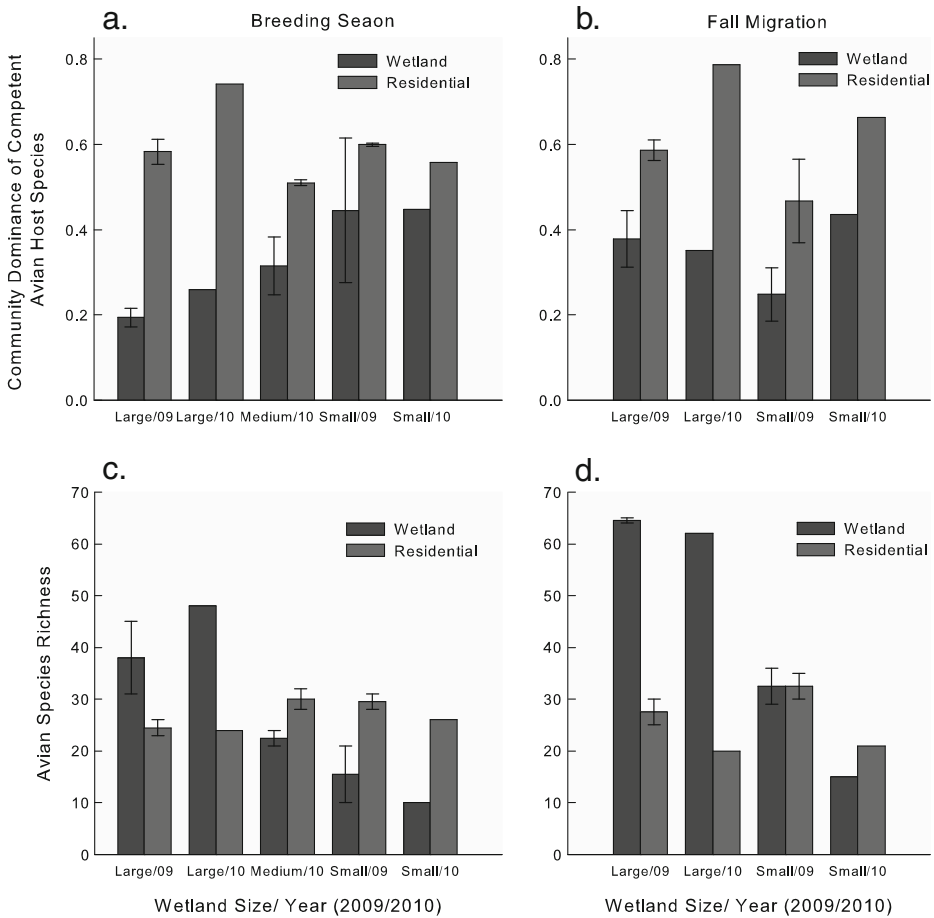 a.
Breeding Seaon
b.
Fall Migration
Community Dominance of Competent
Avian Host Species
0.8
0.6
0.4
0.2
0.0
Wetland
Residential
Large/09 Large/10 Medium/10 Small/09 Small/10
0.8
0.6
0.4
0.2
0.0
Wetland
Residential
Large/09 Large/10 Small/09 Small/10
c.
d.
Avian Species Richness
70
60
50
40
30
20
10
0
Wetland
Residential
Large/09 Large/10 Medium/10 Small/09 Small/10
Wetland Size/ Year (2009/2010)
70
60
50
40
30
20
10
0
Wetland
Residential
Large/09 Large/10 Small/09 Small/10
Wetland Size/ Year (2009/2010)